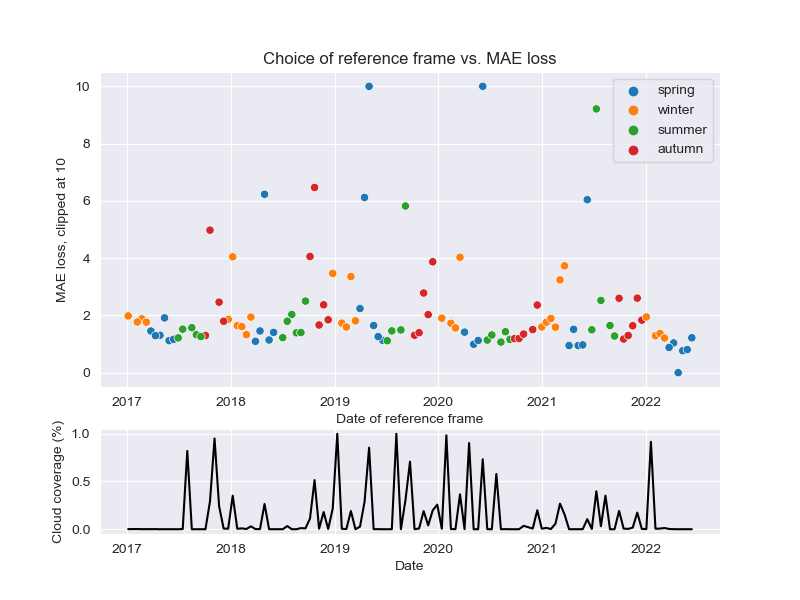 Choice of reference frame vs. MAE loss
MAE loss, clipped at 10
10
8
6
4
2
0
spring
winter
summer
autumn
2017 2018 2019 2020 2021 2022
Date of reference frame
Cloud coverage (%)
1.0
0.5
0.0
2017 2018 2019 2020 2021 2022
Date